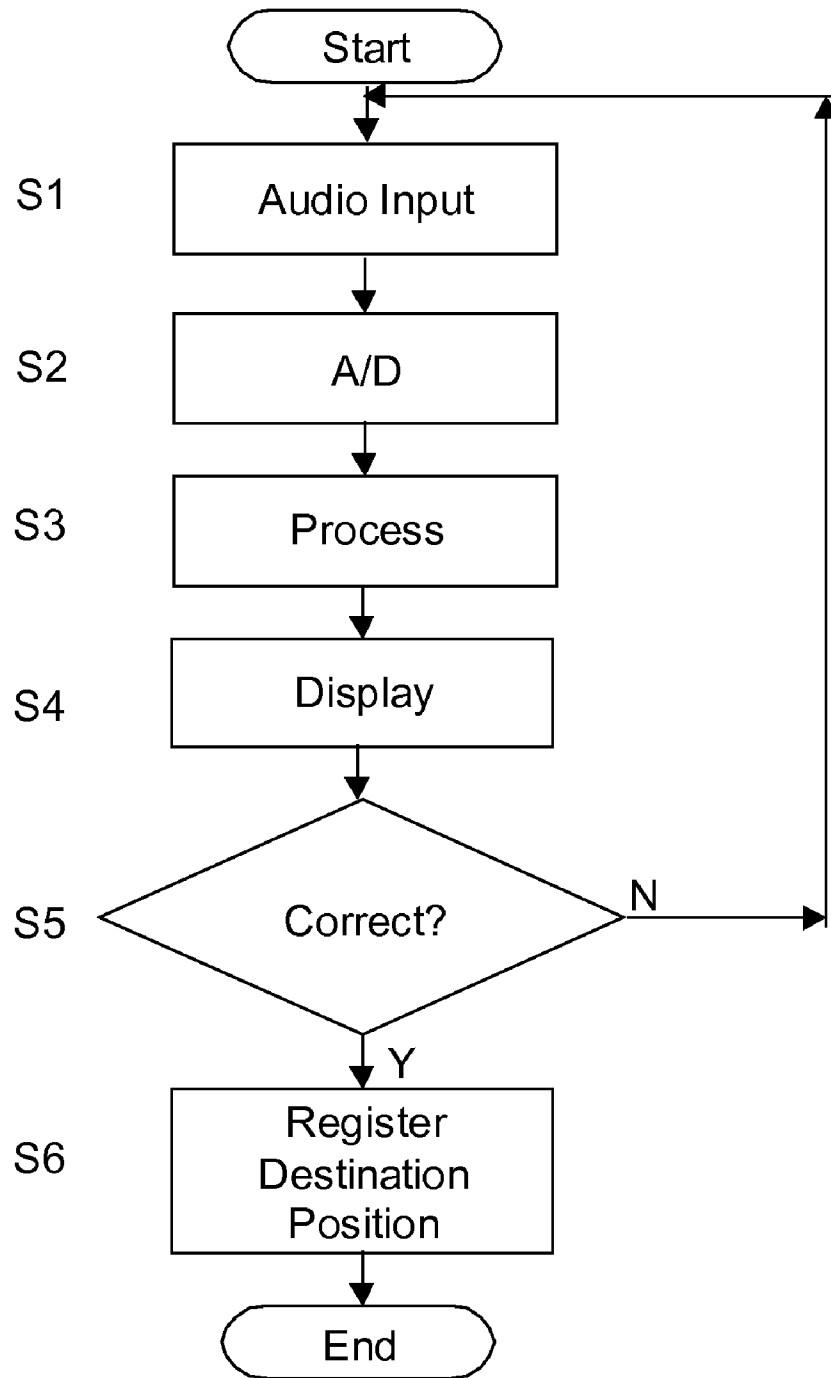 Start
S1
Audio Input
S2
A/D
S3
Process
S4
Display
S5
Correct?
N
Y
S6
Register
Destination
Position
End